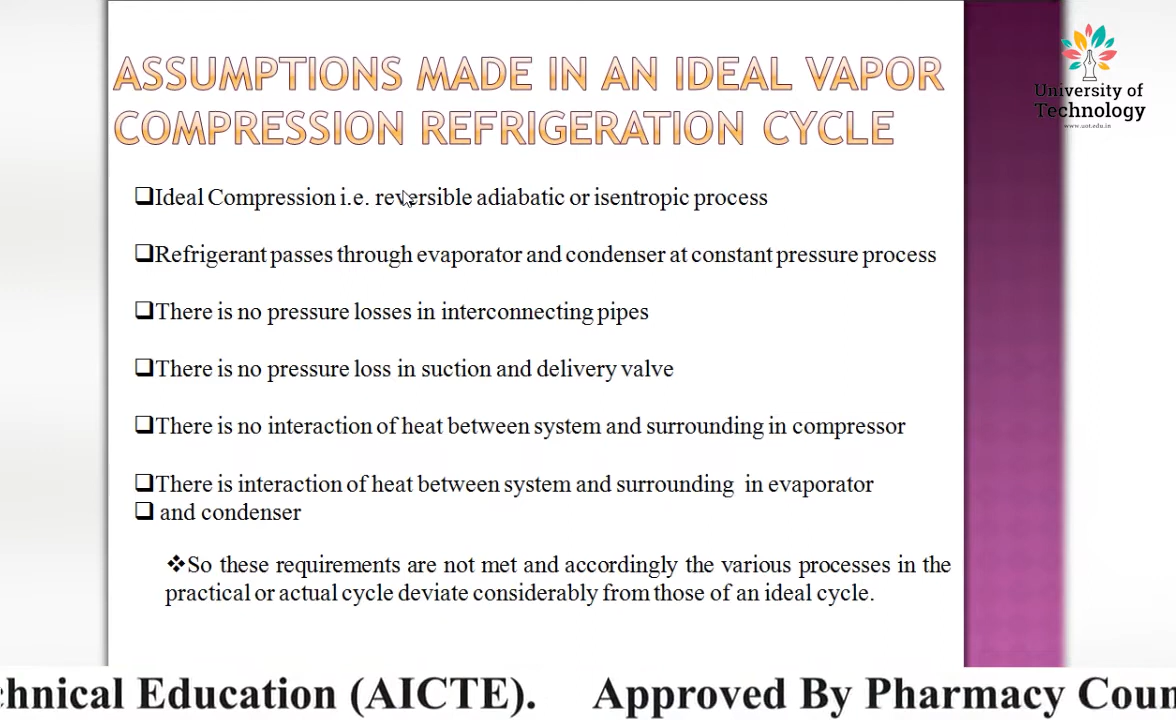 ASSUMPTIONS MADE IN AN IDEAL VAPOR
COMPRESSION REFRIGERATION CYCLE
University of
Technology
www.uot.edu.in
Ideal Compression i.e. reversible adiabatic or isentropic process
Refrigerant passes through evaporator and condenser at constant pressure process
There is no pressure losses in interconnecting pipes
There is no pressure loss in suction and delivery valve
There is no interaction of heat between system and surrounding in compressor
There is interaction of heat between system and surrounding in evaporator
and condenser
❖So these requirements are not met and accordingly the various processes in the
practical or actual cycle deviate considerably from those of an ideal cycle.
chnical Education (AICTE). Approved By Pharmacy Coun